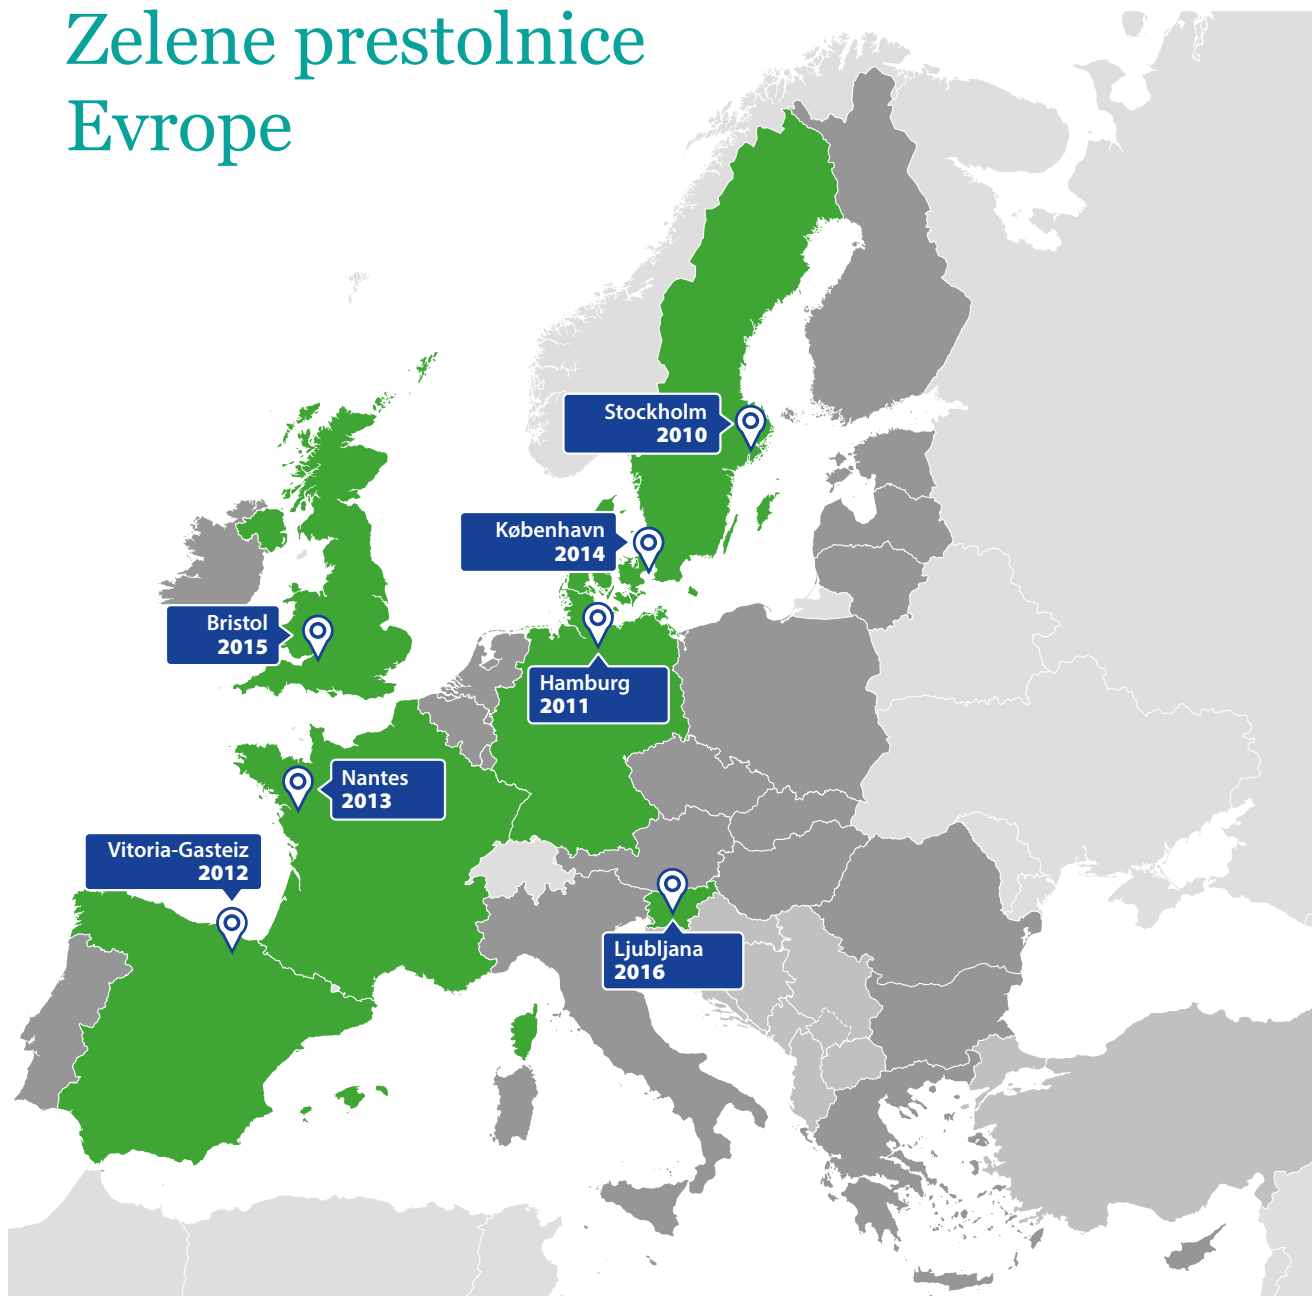 Zelene prestolnice
Evrope
Stockholm
2010
København
2014
Bristol
2015
Hamburg
2011
Nantes
2013
Vitoria-Gasteiz
2012
Ljubljana
2016